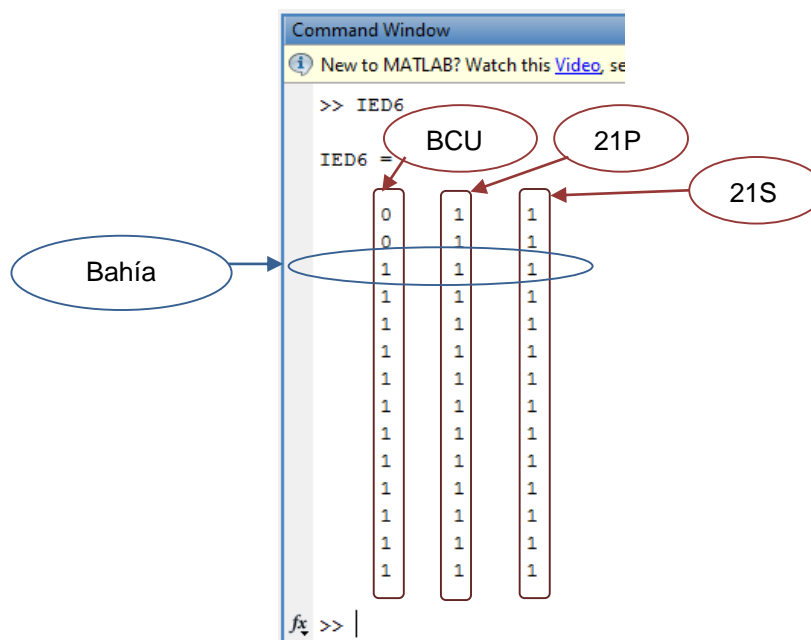 Command Window
New to MATLAB? Watch this Video, se
>> IED6
BCU
21P
IED6 =
21S
0 1 1
0 1 1
Bahía
1 1 1
1 1 1
1 1 1
1 1 1
1 1 1
1 1 1
1 1 1
1 1 1
1 1 1
1 1 1
1 1 1
1 1 1
fx >>